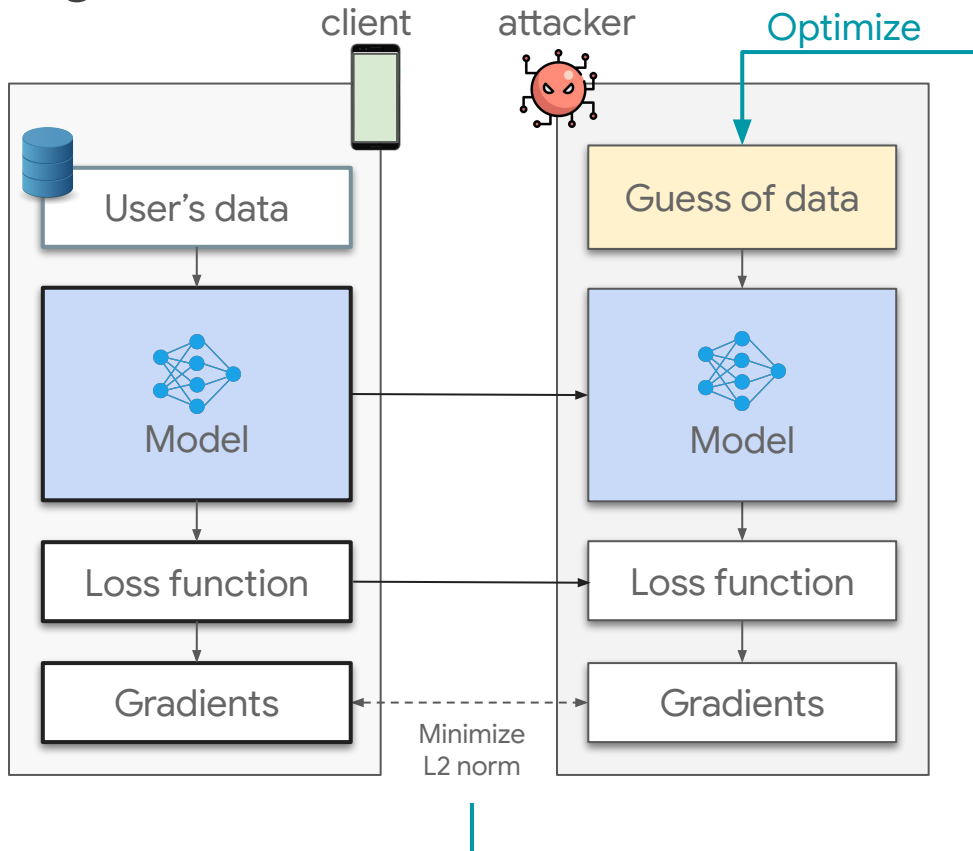 client
attacker
Optimize
User's data
Guess of data
Model
Model
Loss function
Loss function
Gradients
Gradients
Minimize
L2 norm